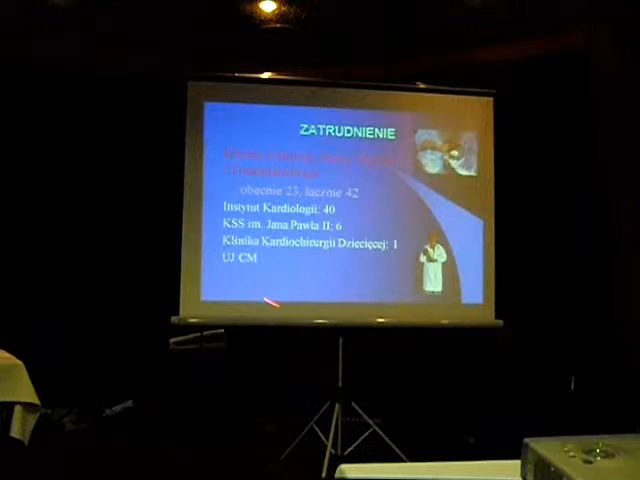 ZATRUDNIENIE
obecnie 23, łącznie 42
Instytut Kardiologii: 40
KSS im. Jana Pawła II: 6
Klinika Kardiochirurgii Dziecięcej: 1
UJ CM